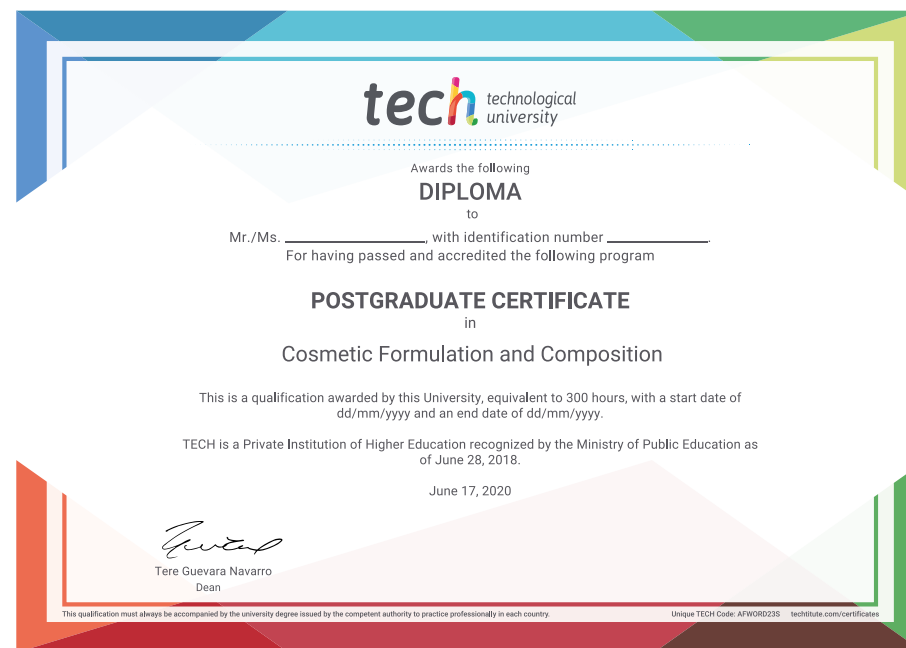 tech technological
university
Awards the following
DIPLOMA
to
Mr./Ms. ____________________, with identification number ______________.
For having passed and accredited the following program
POSTGRADUATE CERTIFICATE
in
Cosmetic Formulation and Composition
This is a qualification awarded by this University, equivalent to 300 hours, with a start date of
dd/mm/yyyy and an end date of dd/mm/yyyy.
TECH is a Private Institution of Higher Education recognized by the Ministry of Public Education as
of June 28, 2018.
June 17, 2020
Tere Guevara Navarro
Dean
This qualification must always be accompanied by the university degree issued by the competent authority to practice professionally in each country. Unique TECH Code: AFWORD23S techtitute.com/certificates